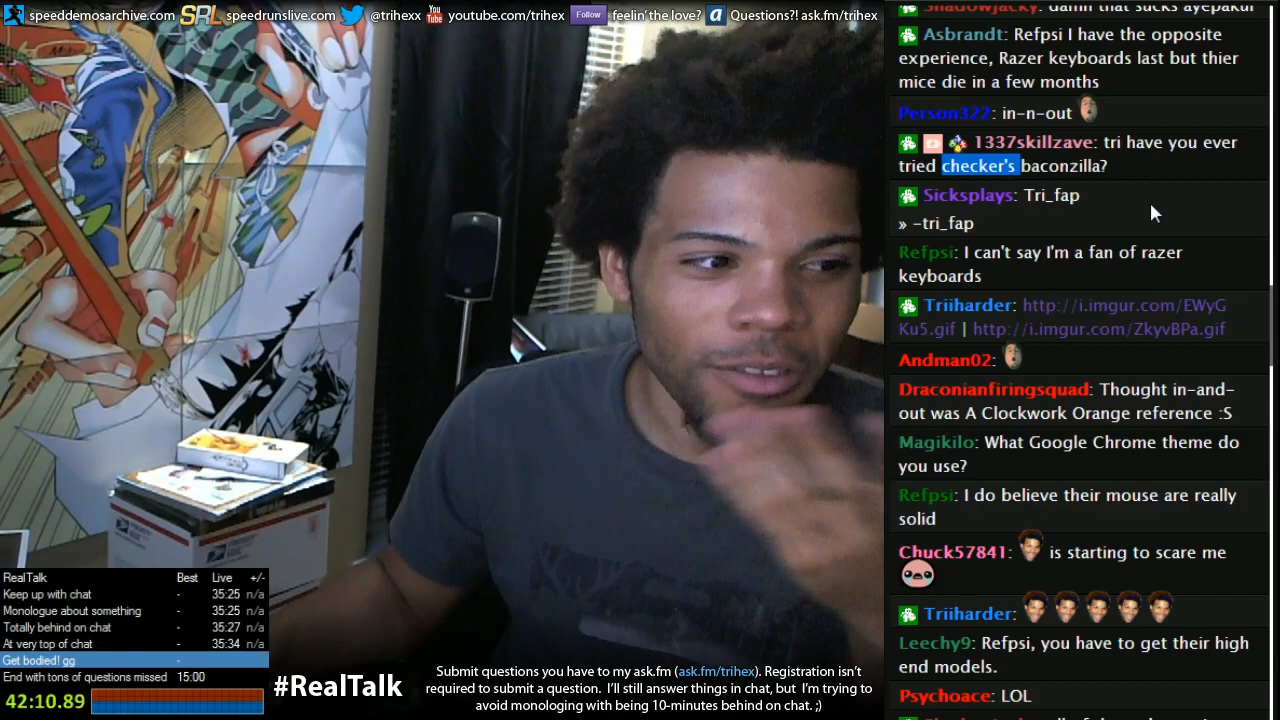 speeddemosarchive.com SRL speedrunslive.com @trihexx You Tube youtube.com/trihex Follow feelin' the love? a Questions?! ask.fm/trihex
Shadowjacky: damn that sucks ayepakur
Asbrandt: Refpsi I have the opposite
experience, Razer keyboards last but thier
mice die in a few months
Person322: in-n-out
1337skillzave: tri have you ever
tried checker's baconzilla?
Sicksplays: Tri_fap
» -tri_fap
Refpsi: I can't say I'm a fan of razer
keyboards
Triiharder: http://i.imgur.com/EWyG
Ku5.gif | http://i.imgur.com/ZkyvBPa.gif
Andman02:
Draconianfiringsquad: Thought in-and-
out was A Clockwork Orange reference :S
Magikilo: What Google Chrome theme do
you use?
Refpsi: I do believe their mouse are really
solid
Chuck57841: is starting to scare me
Triiharder:
Leechy9: Refpsi, you have to get their high
end models.
Psychoace: LOL
RealTalk Best Live +/-
Keep up with chat - 35:25 n/a
Monologue about something - 35:25 n/a
Totally behind on chat - 35:27 n/a
At very top of chat - 35:34 n/a
Get bodied! gg -
End with tons of questions missed 15:00
42:10.89
#RealTalk
Submit questions you have to my ask.fm (ask.fm/trihex). Registration isn't
required to submit a question. I'll still answer things in chat, but I'm trying to
avoid monologing with being 10-minutes behind on chat. ;)